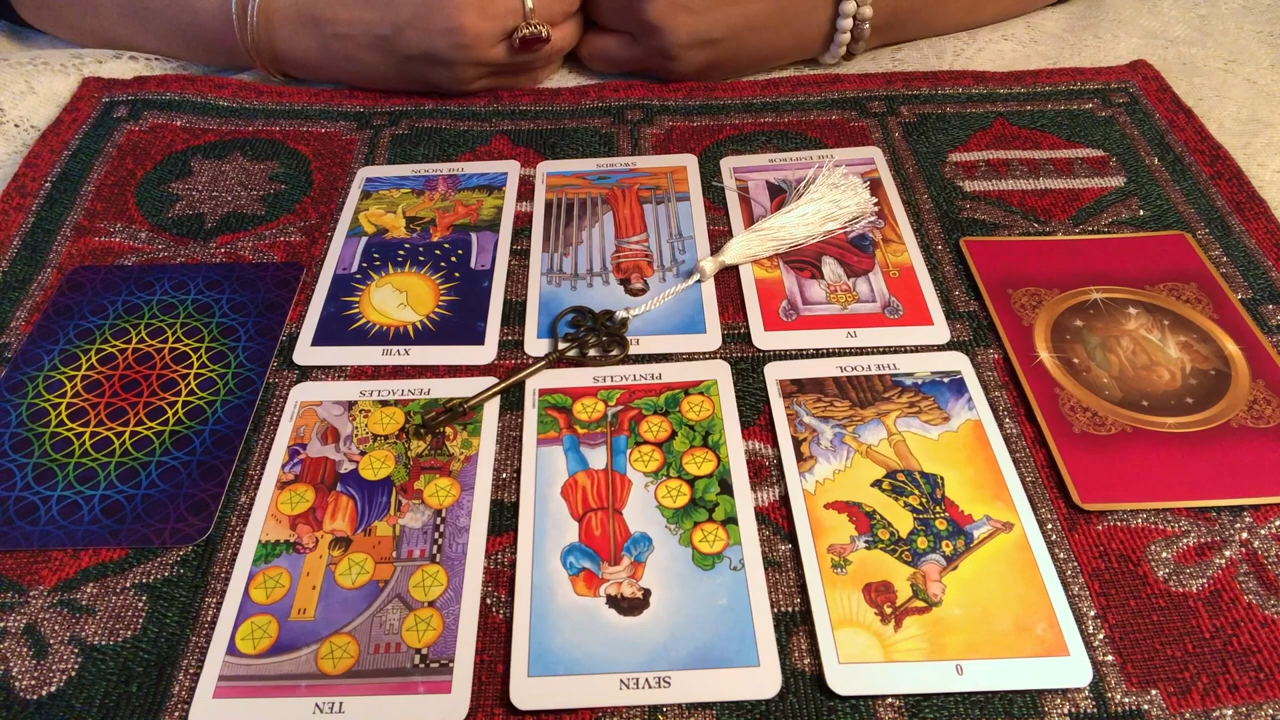 THE MOON
SWORDS
THE EMPEROR
XVIII
IV
PENTACLES
PENTACLES
THE FOOL
TEN
SEVEN
0